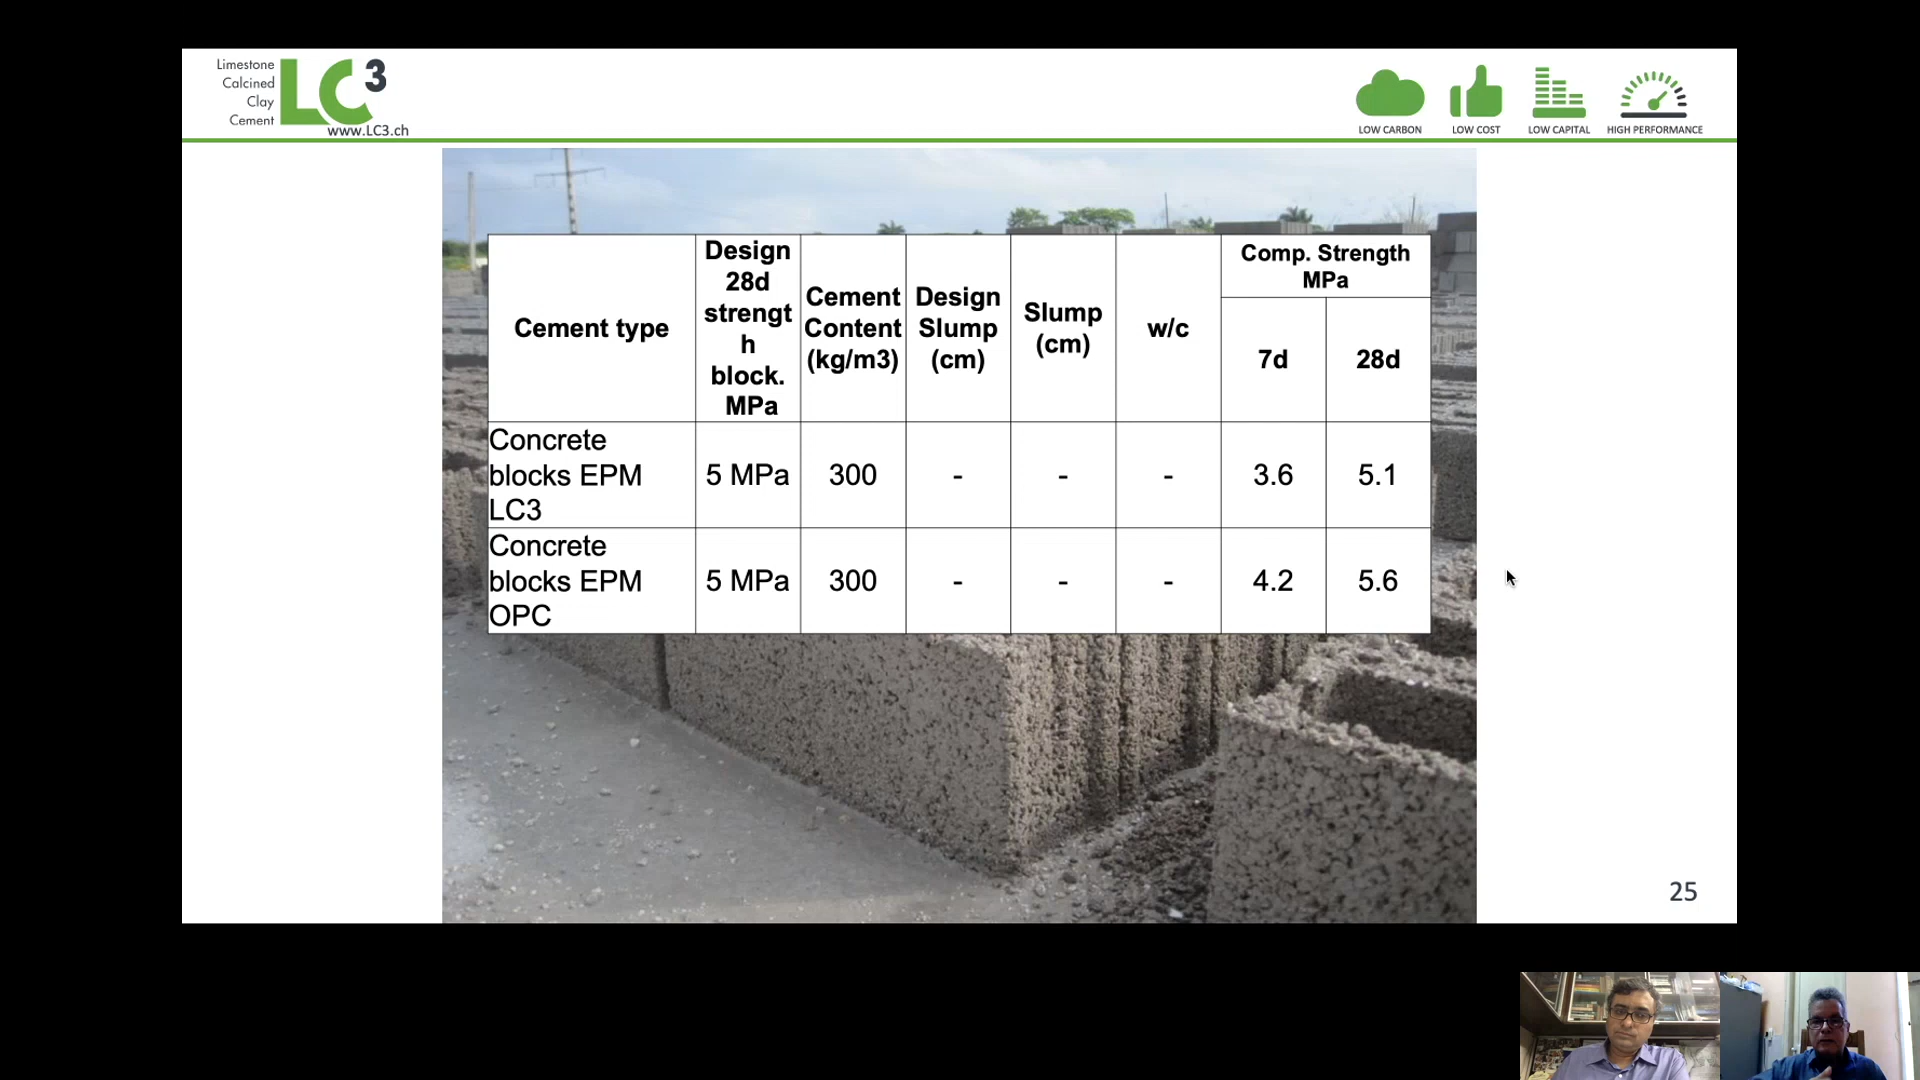 Limestone
Calcined
Clay
Cement
LC3
www.LC3.ch
LOW CARBON
LOW COST
LOW CAPITAL
HIGH PERFORMANCE
Cement type
Design
28d
strengt
h
block.
MPa
Cement
Content
(kg/m3)
Design
Slump
(cm)
Slump
(cm)
w/c
Comp. Strength
MPa
7d
28d
Concrete
blocks EPM
LC3
5 MPa
300
-
-
-
3.6
5.1
Concrete
blocks EPM
OPC
5 MPa
300
-
-
-
4.2
5.6
25